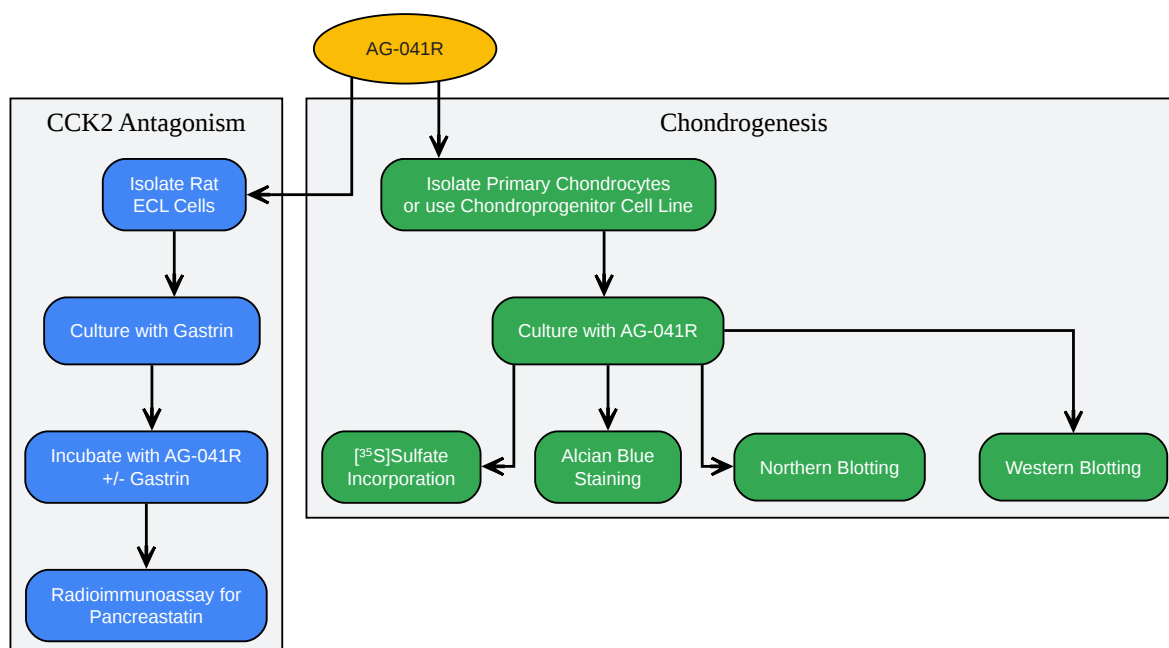 AG-041R
CCK2 Antagonism
Isolate Rat
ECL Cells
Culture with Gastrin
Incubate with AG-041R
+/- Gastrin
Radioimmunoassay for
Pancreastatin
Chondrogenesis
Isolate Primary Chondrocytes
or use Chondroprogenitor Cell Line
Culture with AG-041R
[³⁵S]Sulfate
Incorporation
Alcian Blue
Staining
Northern Blotting
Western Blotting